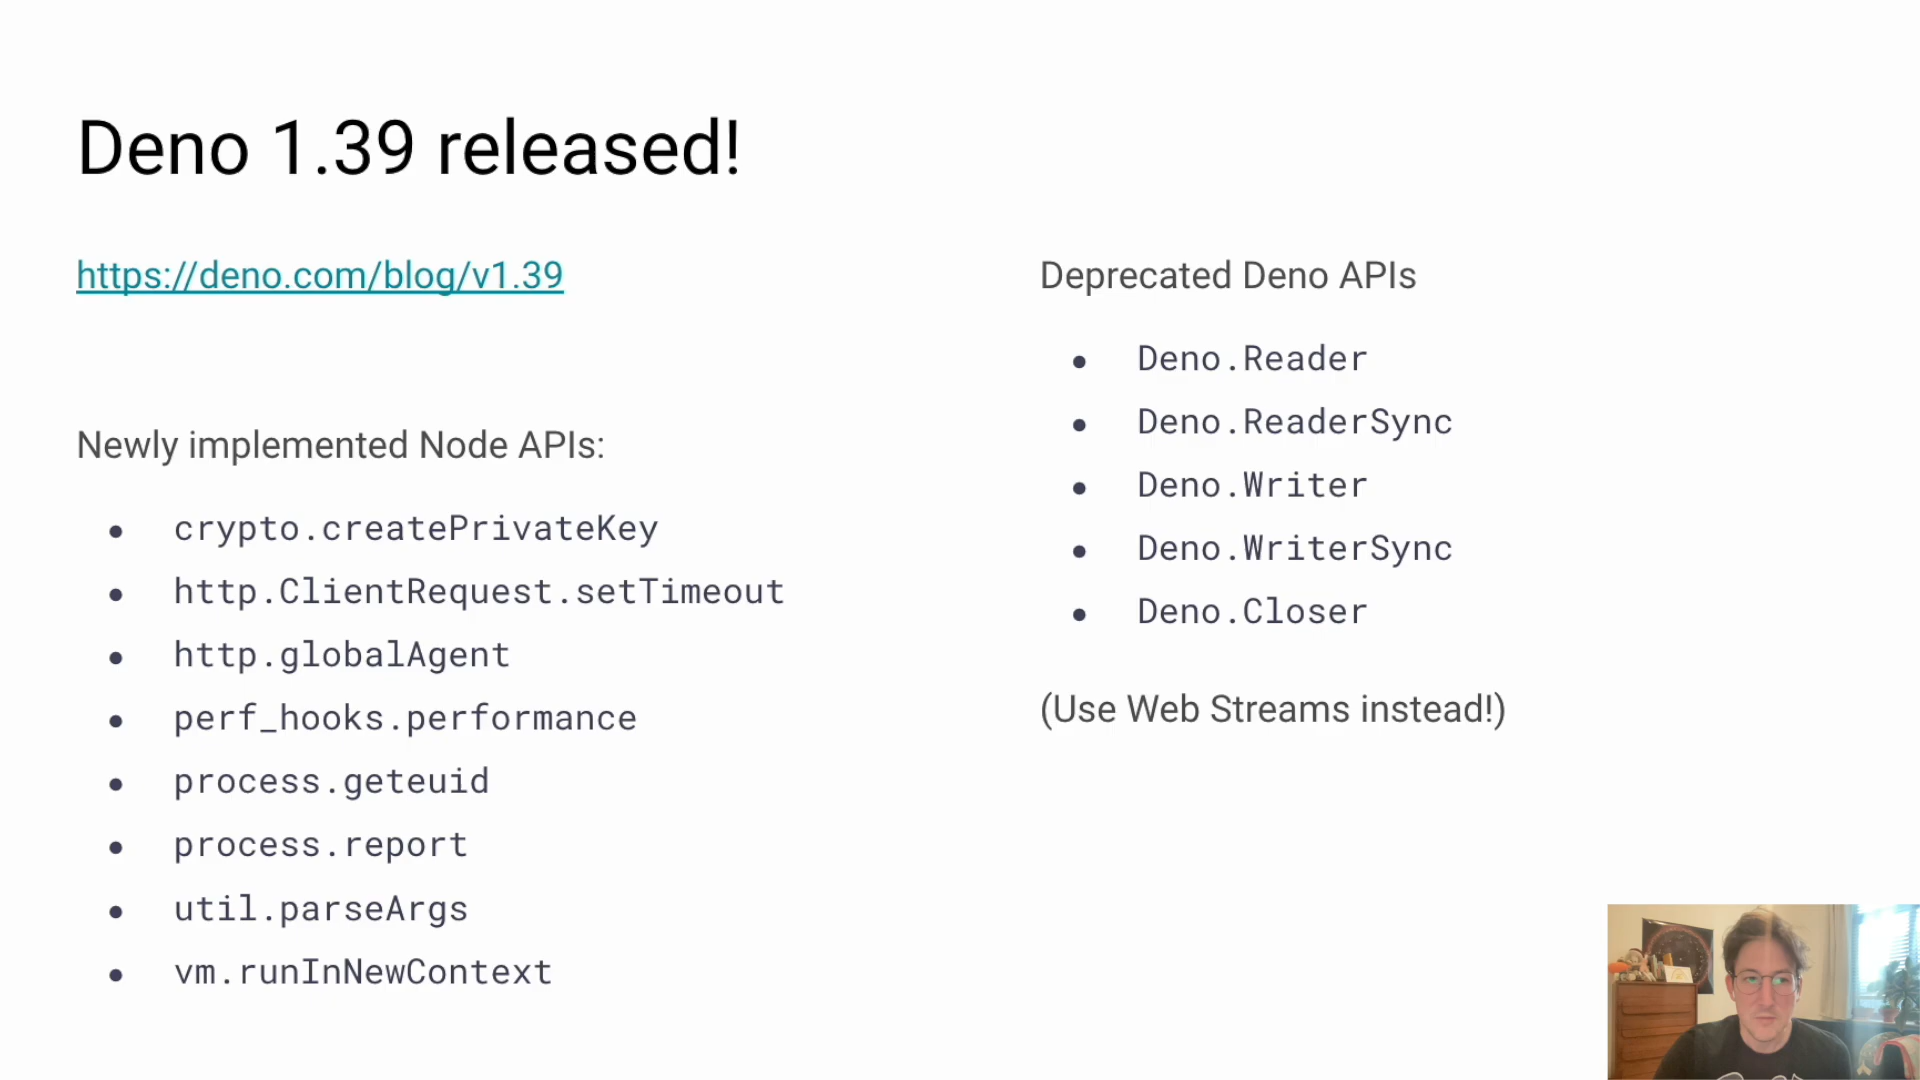 Deno 1.39 released!
https://deno.com/blog/v1.39
Newly implemented Node APIs:
● crypto.createPrivateKey
● http.ClientRequest.setTimeout
● http.globalAgent
● perf_hooks.performance
● process.geteuid
● process.report
● util.parseArgs
● vm.runInNewContext
Deprecated Deno APIs
● Deno.Reader
● Deno.ReaderSync
● Deno.Writer
● Deno.WriterSync
● Deno.Closer
(Use Web Streams instead!)